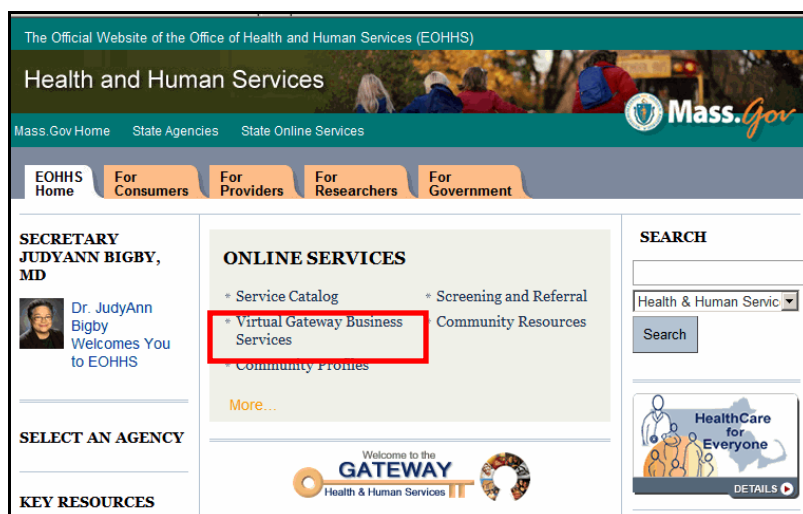 The Official Website of the Office of Health and Human Services (EOHHS)
Health and Human Services
Mass.Gov
Mass.Gov Home State Agencies State Online Services
EOHHS Home
For Consumers
For Providers
For Researchers
For Government
SECRETARY
JUDYANN BIGBY,
MD
Dr. JudyAnn
Bigby
Welcomes You
to EOHHS
SELECT AN AGENCY
KEY RESOURCES
ONLINE SERVICES
Service Catalog
Virtual Gateway Business
Services
Community Profiles
Screening and Referral
Community Resources
More...
Welcome to the
GATEWAY
Health & Human Services
SEARCH
Health & Human Servic
Search
HealthCare
for
Everyone
DETAILS